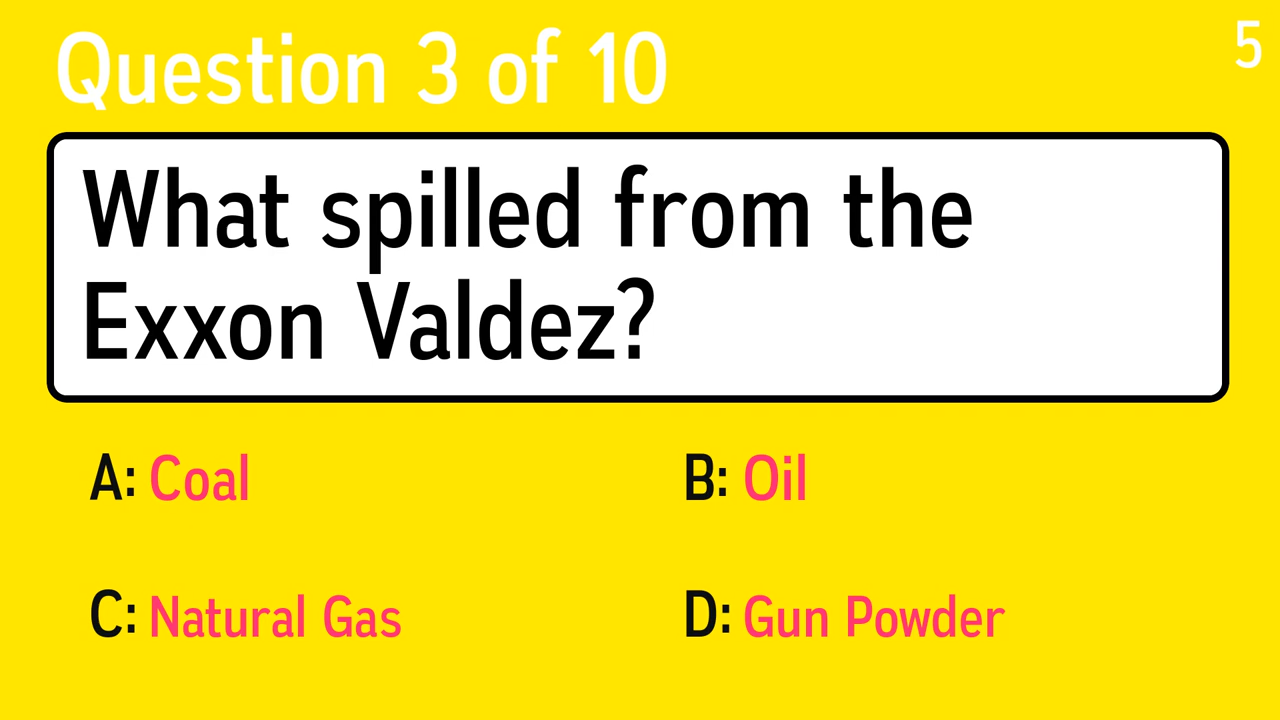 Question 3 of 10
5
What spilled from the
Exxon Valdez?
A: Coal
B: Oil
C: Natural Gas
D: Gun Powder